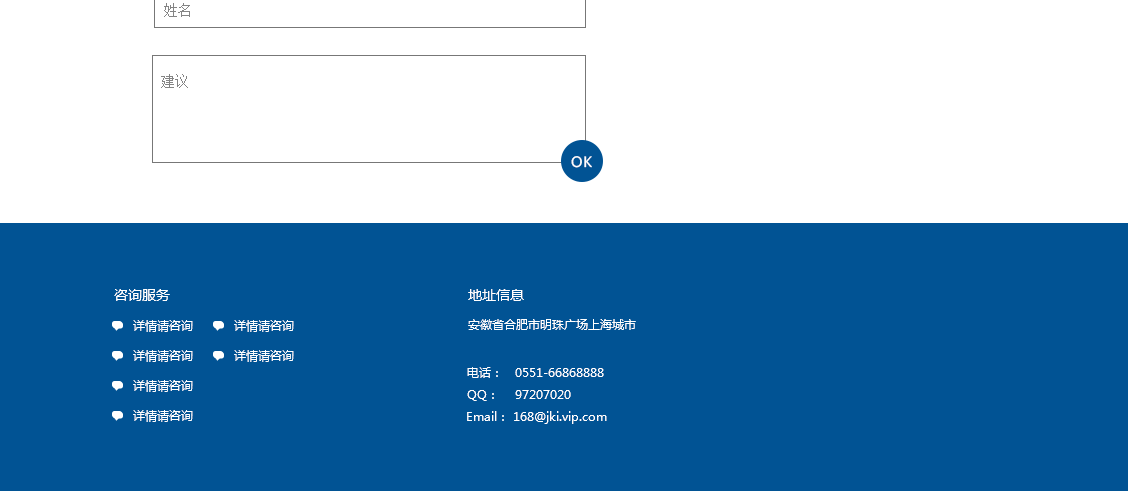 姓名
建议
OK
咨询服务
详情请咨询 详情请咨询
详情请咨询 详情请咨询
详情请咨询
详情请咨询
地址信息
安徽省合肥市明珠广场上海城市
电话： 0551-66868888
QQ： 97207020
Email：168@jki.vip.com